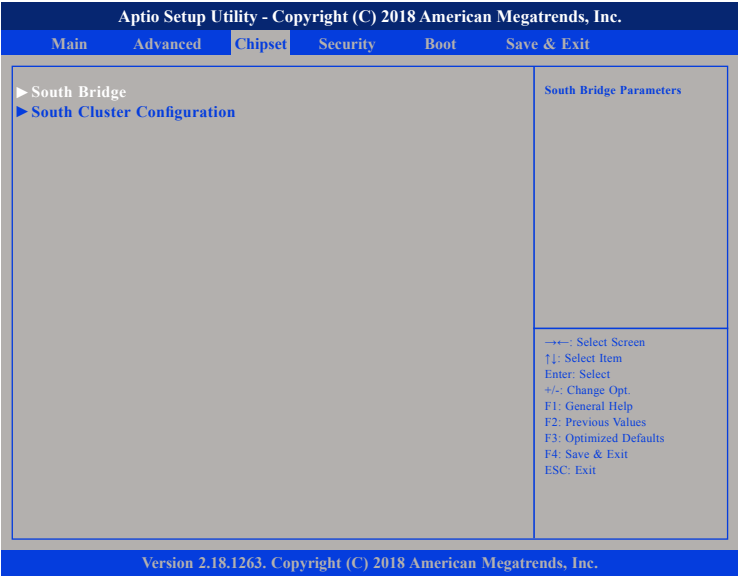 Aptio Setup Utility - Copyright (C) 2018 American Megatrends, Inc.
Main Advanced Chipset Security Boot Save & Exit
►South Bridge
►South Cluster Configuration
South Bridge Parameters
→←: Select Screen
↑↓: Select Item
Enter: Select
+/-: Change Opt.
F1: General Help
F2: Previous Values
F3: Optimized Defaults
F4: Save & Exit
ESC: Exit
Version 2.18.1263. Copyright (C) 2018 American Megatrends, Inc.